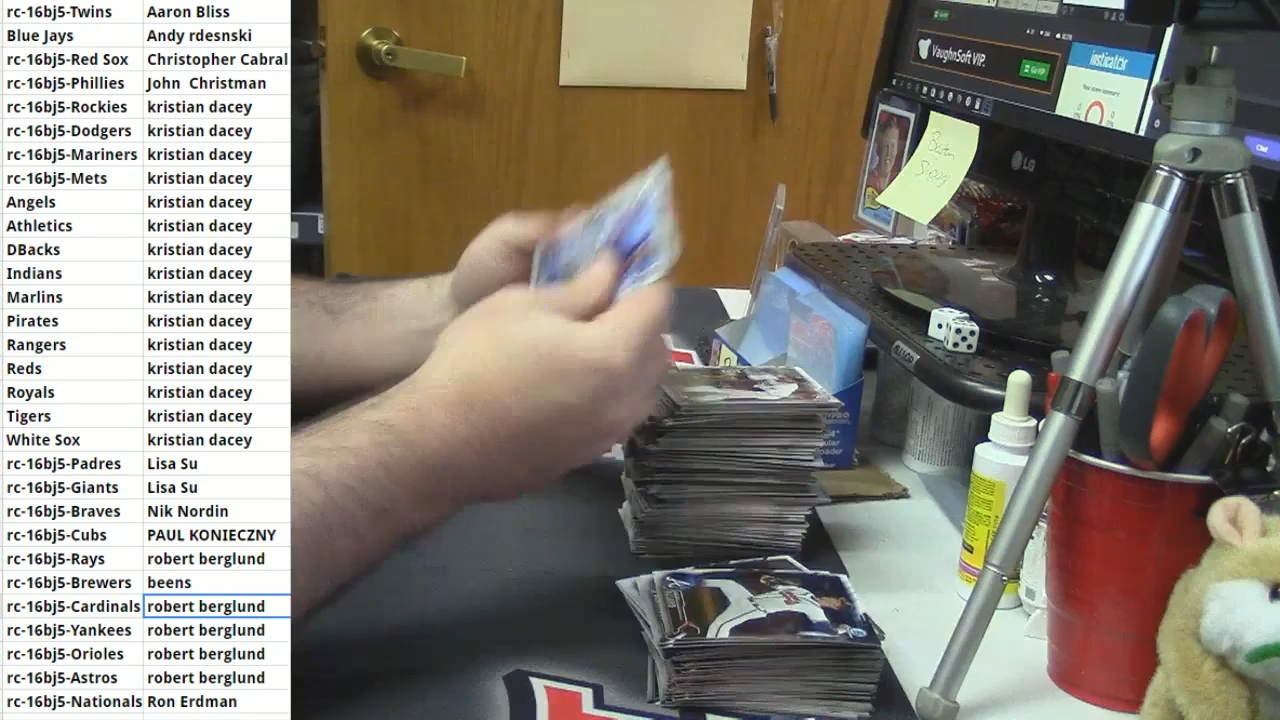 rc-16bj5-Twins Aaron Bliss
Blue Jays Andy rdesnski
rc-16bj5-Red Sox Christopher Cabral
rc-16bj5-Phillies John Christman
rc-16bj5-Rockies kristian dacey
rc-16bj5-Dodgers kristian dacey
rc-16bj5-Mariners kristian dacey
rc-16bj5-Mets kristian dacey
Angels kristian dacey
Athletics kristian dacey
DBacks kristian dacey
Indians kristian dacey
Marlins kristian dacey
Pirates kristian dacey
Rangers kristian dacey
Reds kristian dacey
Royals kristian dacey
Tigers kristian dacey
White Sox kristian dacey
rc-16bj5-Padres Lisa Su
rc-16bj5-Giants Lisa Su
rc-16bj5-Braves Nik Nordin
rc-16bj5-Cubs PAUL KONIECZNY
rc-16bj5-Rays robert berglund
rc-16bj5-Brewers beens
rc-16bj5-Cardinals robert berglund
rc-16bj5-Yankees robert berglund
rc-16bj5-Orioles robert berglund
rc-16bj5-Astros robert berglund
rc-16bj5-Nationals Ron Erdman
VaughnSoft VIP.
Go VIP
insticator
LG